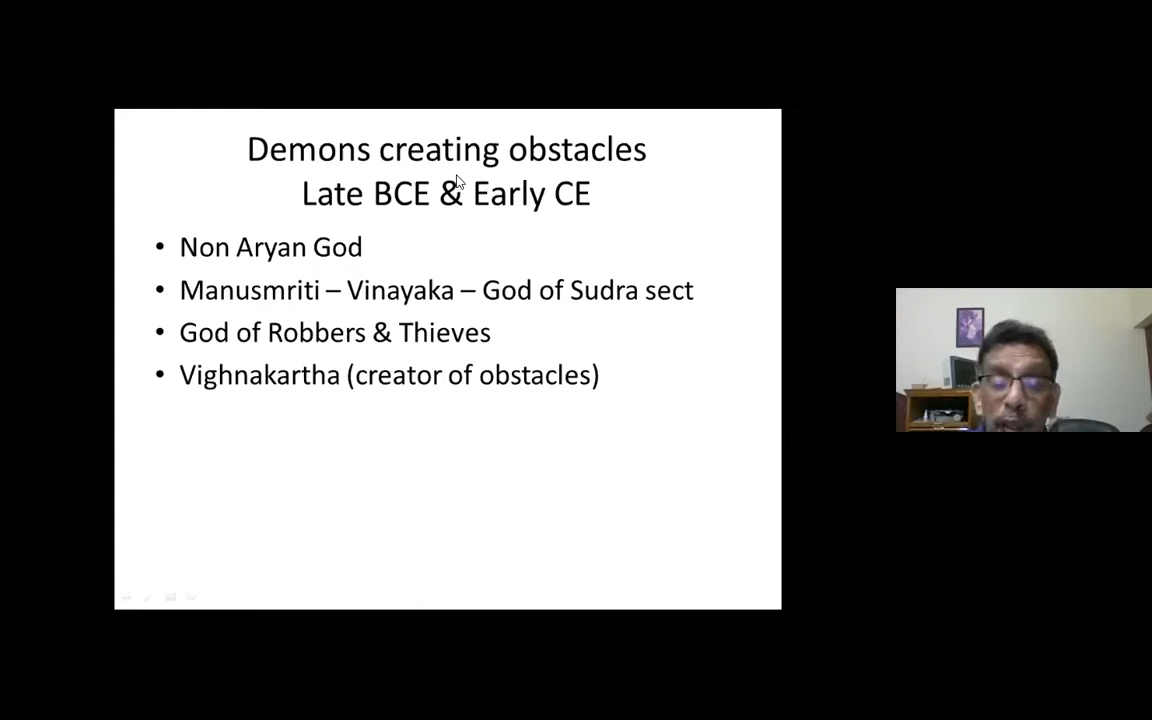 Demons creating obstacles
Late BCE & Early CE
• Non Aryan God
• Manusmriti – Vinayaka – God of Sudra sect
• God of Robbers & Thieves
• Vighnakartha (creator of obstacles)